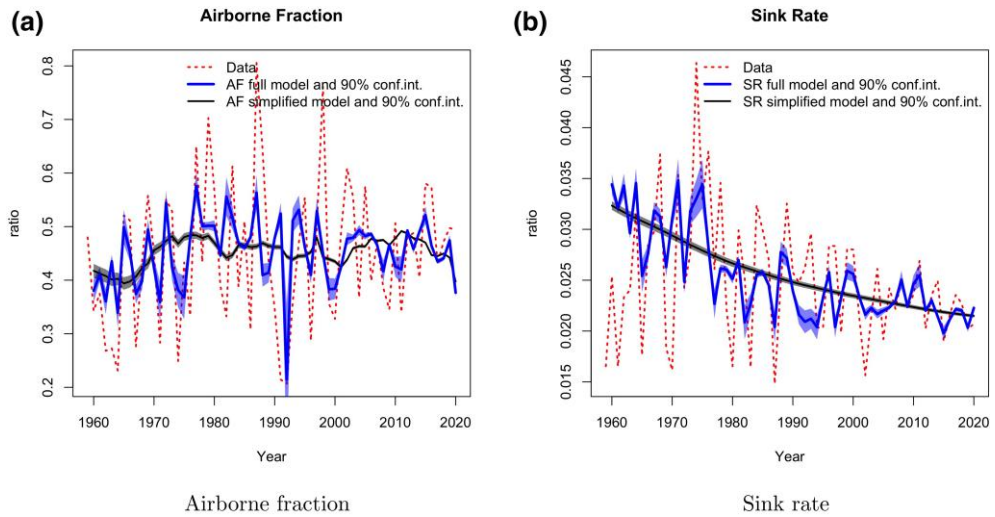 (a)
Airborne Fraction
Data
AF full model and 90% conf.int.
AF simplified model and 90% conf.int.
ratio
0.8
0.7
0.6
0.5
0.4
0.3
0.2
1960 1970 1980 1990 2000 2010 2020
Year
Airborne fraction
(b)
Sink Rate
Data
SR full model and 90% conf.int.
SR simplified model and 90% conf.int.
ratio
0.045
0.040
0.035
0.030
0.025
0.020
0.015
1960 1970 1980 1990 2000 2010 2020
Year
Sink rate